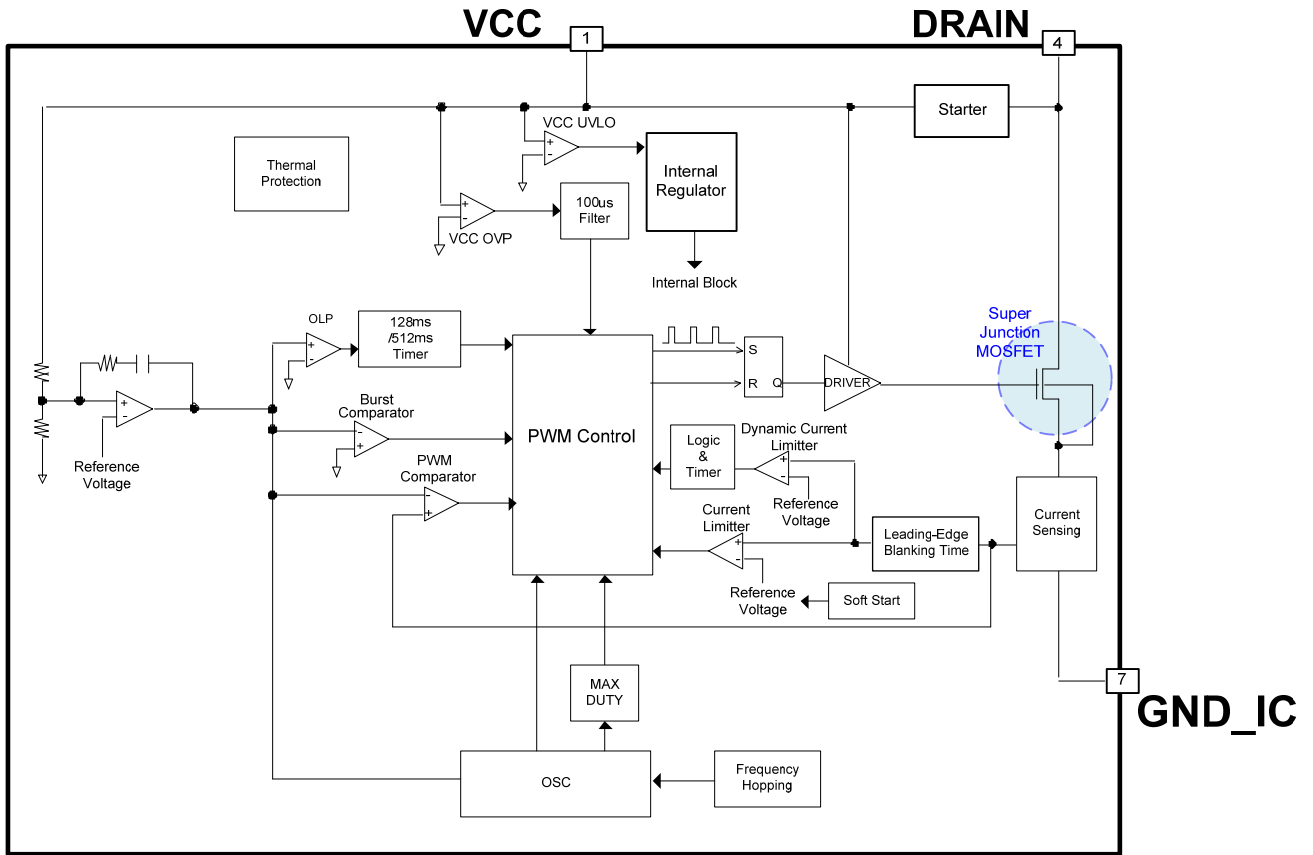 VCC
DRAIN
1
4
Starter
VCC UVLO
+
-
Thermal
Protection
Internal
Regulator
100us
Filter
+
-
VCC OVP
Internal Block
OLP
+
-
128ms
/512ms
Timer
Super
Junction
MOSFET
S
R
Q
DRIVER
+
-
Reference
Voltage
Burst
Comparator
-
+
PWM Control
PWM
Comparator
-
+
Logic
&
Timer
Dynamic Current
Limitter
+
-
Reference
Voltage
Current
Limitter
+
-
Leading-Edge
Blanking Time
Current
Sensing
Reference
Voltage
Soft Start
MAX
DUTY
7
GND_IC
OSC
Frequency
Hopping